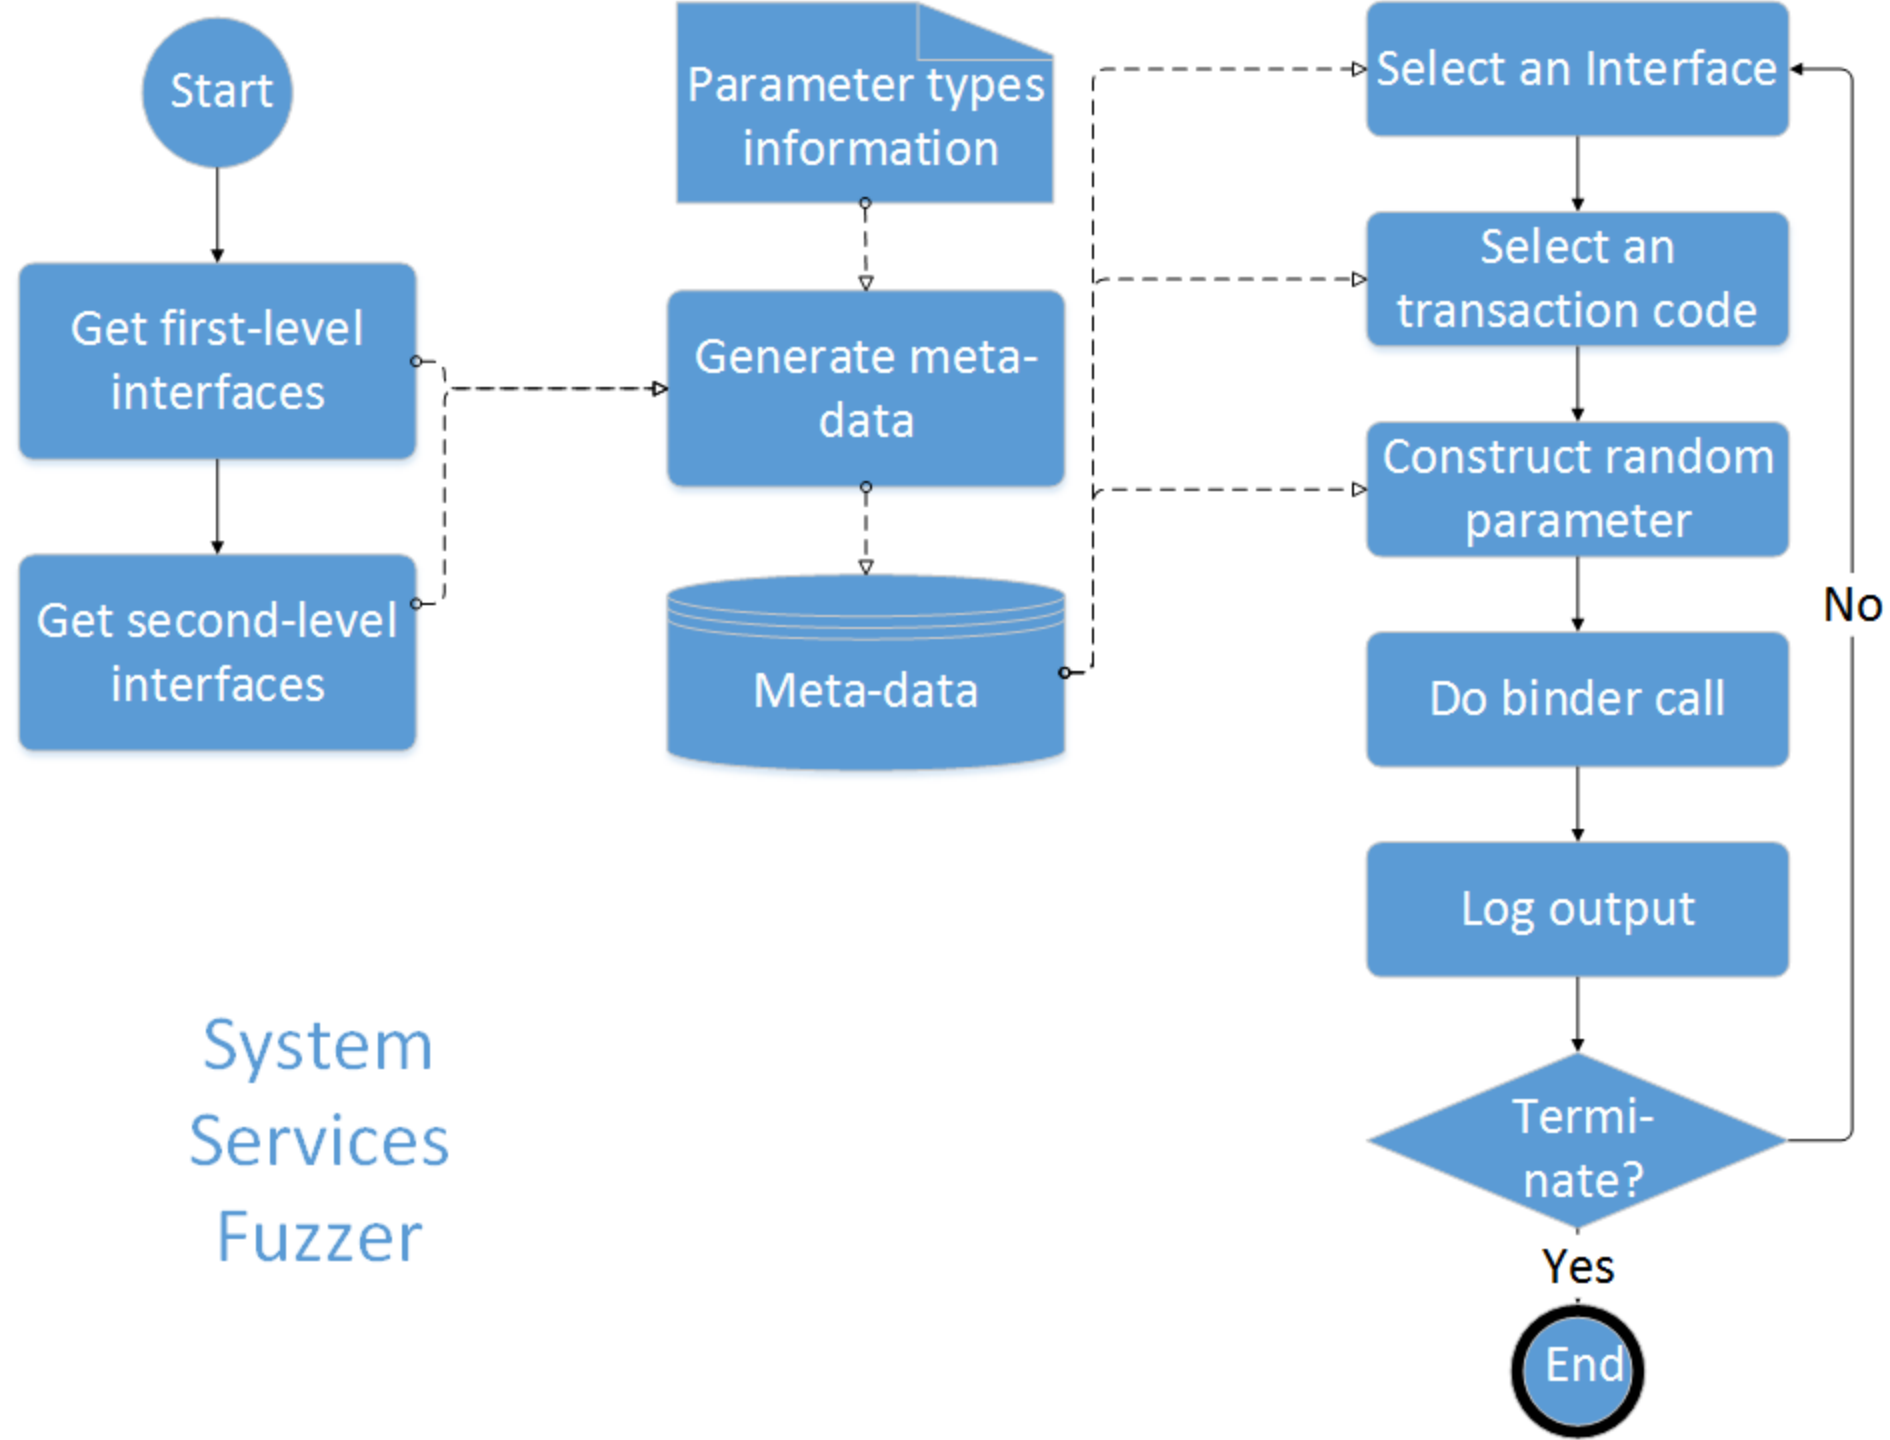 Start
Get first-level
interfaces
Get second-level
interfaces
Parameter types
information
Generate meta-
data
Meta-data
Select an Interface
Select an
transaction code
Construct random
parameter
Do binder call
Log output
Termi-
nate?
No
Yes
End
System
Services
Fuzzer